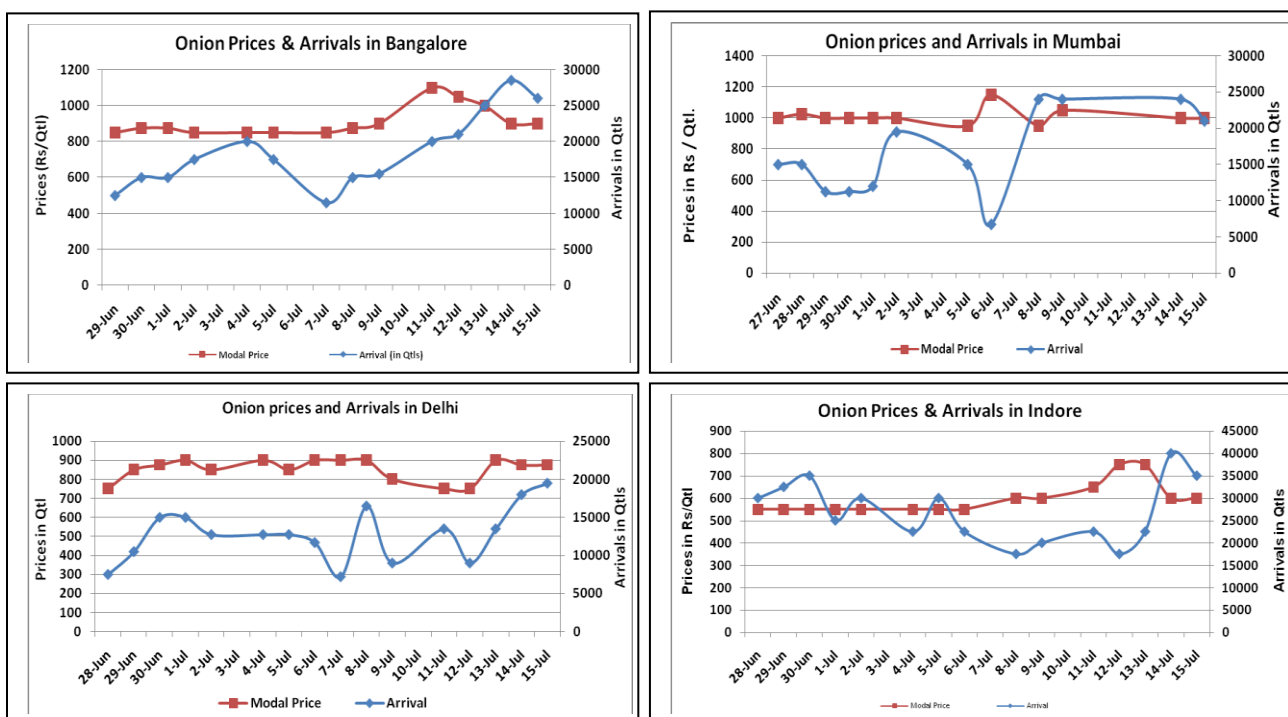 Onion Prices & Arrivals in Bangalore
Prices (Rs/Qtl)
1200
1000
800
600
400
200
0
30000
25000
20000
15000
10000
5000
0
Arrivals in Qtls
29-Jun
30-Jun
1-Jul
2-Jul
3-Jul
4-Jul
5-Jul
6-Jul
7-Jul
8-Jul
9-Jul
10-Jul
11-Jul
12-Jul
13-Jul
14-Jul
15-Jul
Modal Price Arrival (in Qtls)
Onion prices and Arrivals in Mumbai
Prices in Rs / Qtl.
1400
1200
1000
800
600
400
200
0
30000
25000
20000
15000
10000
5000
0
Arrivals in Qtls
27-Jun
28-Jun
29-Jun
30-Jun
1-Jul
2-Jul
3-Jul
4-Jul
5-Jul
6-Jul
7-Jul
8-Jul
9-Jul
10-Jul
11-Jul
12-Jul
13-Jul
14-Jul
15-Jul
Modal Price Arrival
Onion prices and Arrivals in Delhi
Prices in Qtl
1000
900
800
700
600
500
400
300
200
100
0
25000
20000
15000
10000
5000
0
Arrivals in Qtls
28-Jun
29-Jun
30-Jun
1-Jul
2-Jul
3-Jul
4-Jul
5-Jul
6-Jul
7-Jul
8-Jul
9-Jul
10-Jul
11-Jul
12-Jul
13-Jul
14-Jul
15-Jul
Modal Price Arrival
Onion Prices & Arrivals in Indore
Prices in Rs/Qtl
900
800
700
600
500
400
300
200
100
0
45000
40000
35000
30000
25000
20000
15000
10000
5000
0
Arrivals in Qtls
28-Jun
29-Jun
30-Jun
1-Jul
2-Jul
3-Jul
4-Jul
5-Jul
6-Jul
7-Jul
8-Jul
9-Jul
10-Jul
11-Jul
12-Jul
13-Jul
14-Jul
15-Jul
Modal Price Arrival